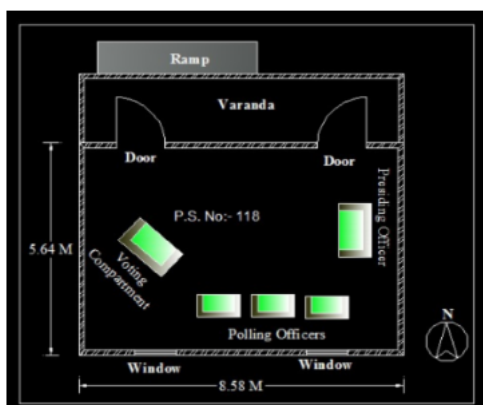 Ramp
Varanda
Door
Door
Presiding Officer
P.S. No:- 118
5.64 M
Voting
Compartment
Polling Officers
N
Window
Window
8.58 M